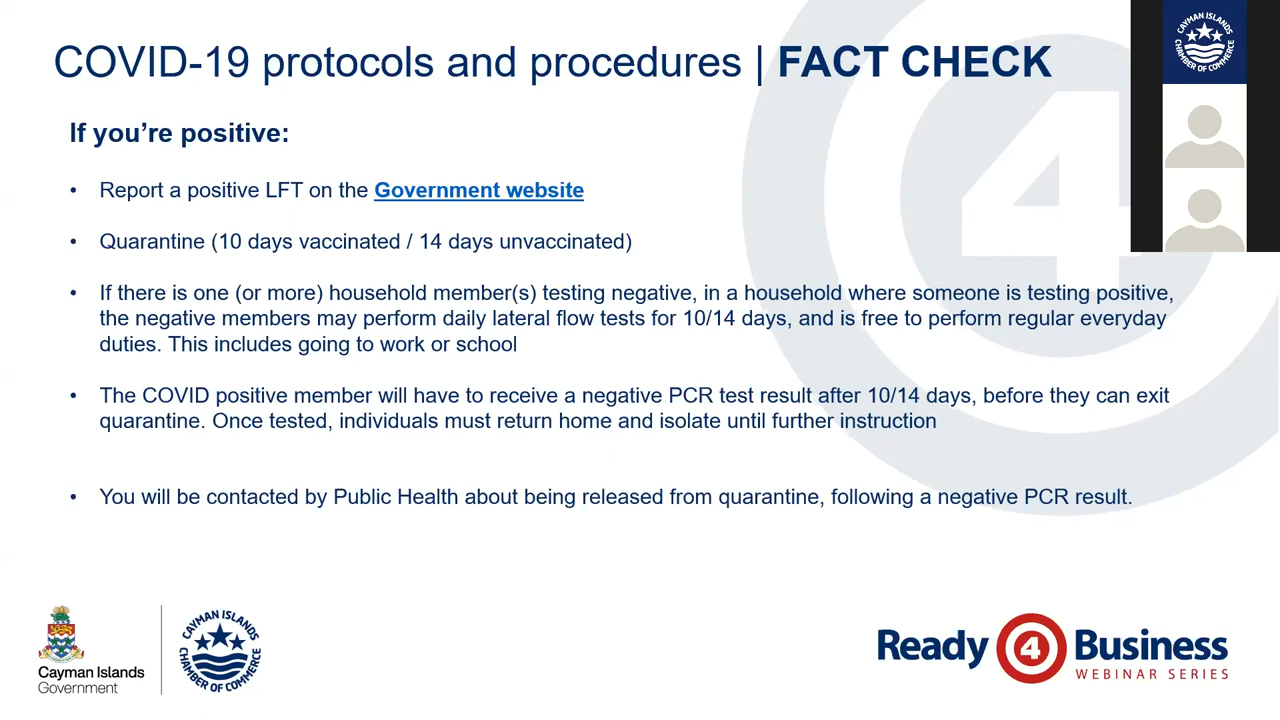 COVID-19 protocols and procedures | FACT CHECK
CAYMAN ISLANDS
CHAMBER OF COMMERCE
If you’re positive:
• Report a positive LFT on the Government website
• Quarantine (10 days vaccinated / 14 days unvaccinated)
• If there is one (or more) household member(s) testing negative, in a household where someone is testing positive,
the negative members may perform daily lateral flow tests for 10/14 days, and is free to perform regular everyday
duties. This includes going to work or school
• The COVID positive member will have to receive a negative PCR test result after 10/14 days, before they can exit
quarantine. Once tested, individuals must return home and isolate until further instruction
• You will be contacted by Public Health about being released from quarantine, following a negative PCR result.
4
Cayman Islands
Government
CAYMAN ISLANDS
CHAMBER OF COMMERCE
Ready 4 Business
WEBINAR SERIES